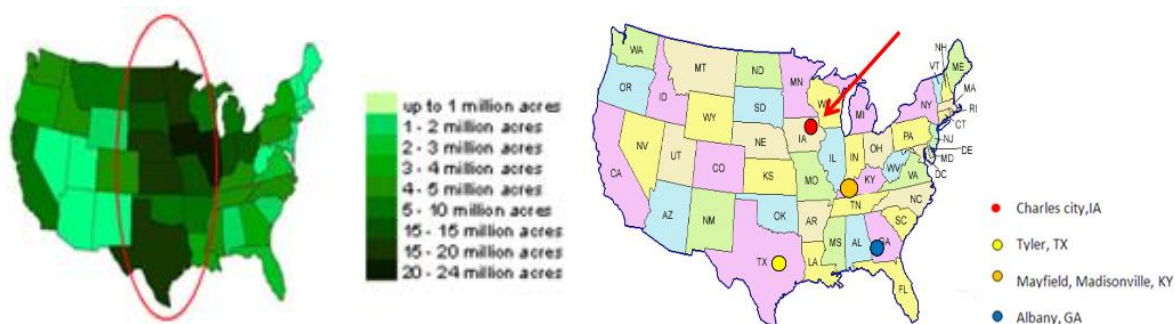 up to 1 million acres
1 - 2 million acres
2 - 3 million acres
3 - 4 million acres
4 - 5 million acres
5 - 10 million acres
15 - 15 million acres
15 - 20 million acres
20 - 24 million acres
WA
MT
ND
MN
NH
VT
ME
OR
ID
SD
WI
MI
NY
MA
RI
CT
WY
IA
NE
PA
NJ
DE
MD
DC
NV
UT
CO
KS
MO
IL
IN
OH
WV
VA
KY
CA
AZ
NM
OK
AR
TN
NC
SC
MS
AL
GA
TX
LA
FL
Charles city,IA
Tyler, TX
Mayfield, Madisonville, KY
Albany, GA